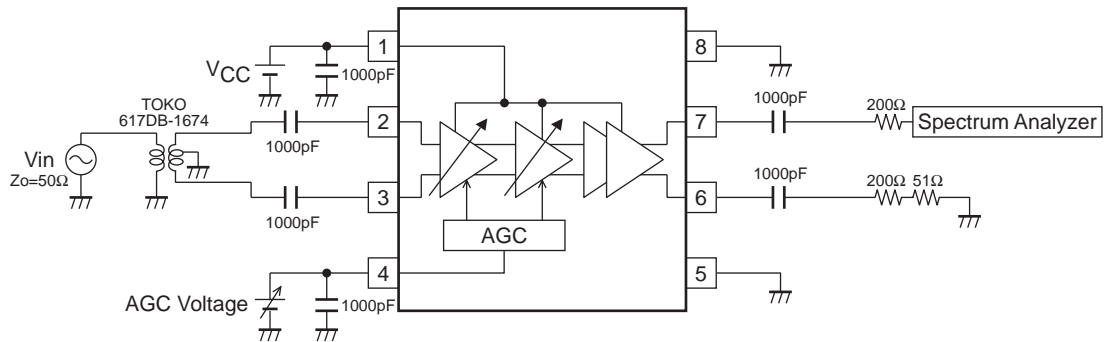 1
8
VCC
1000pF
TOKO
617DB-1674
1000pF
2
7
1000pF
200Ω
Spectrum Analyzer
Vin
Zo=50Ω
3
6
1000pF
1000pF
200Ω
51Ω
AGC
4
5
AGC Voltage
1000pF